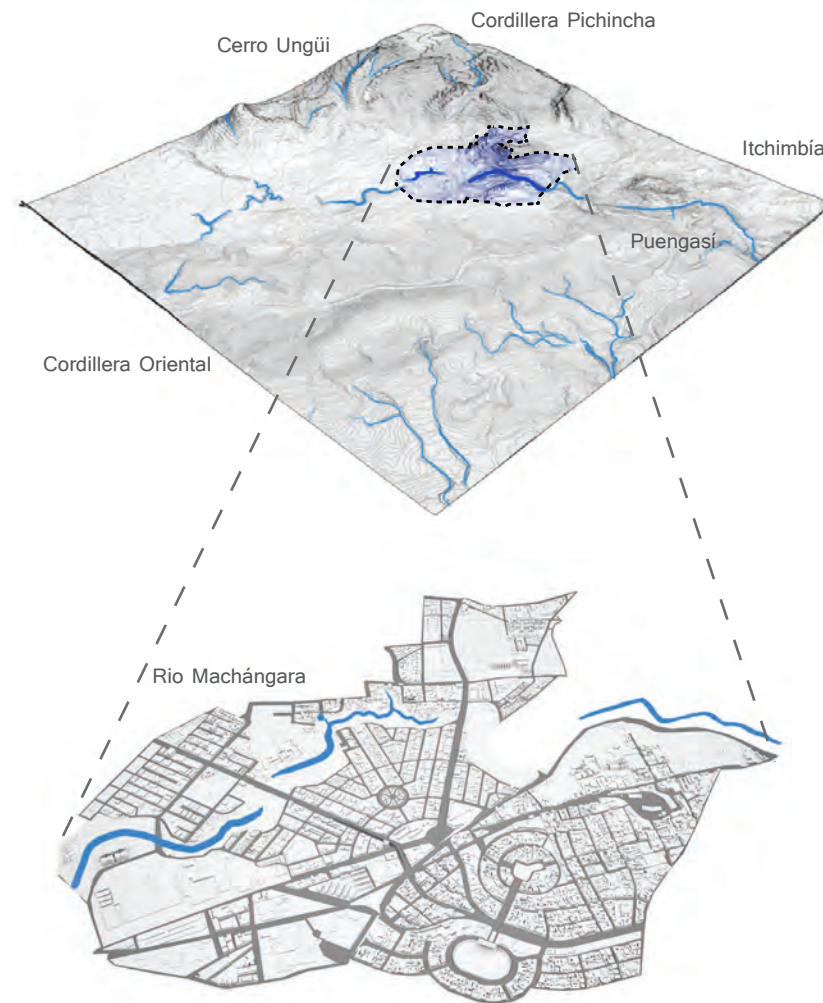 Cordillera Pichincha
Cerro Ungüi
Itchimbía
Puengasí
Cordillera Oriental
Rio Machángara